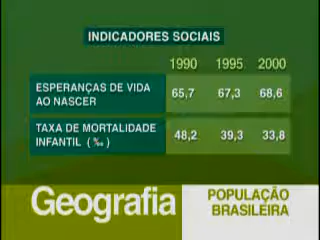 INDICADORES SOCIAIS
1990 1995 2000
ESPERANÇAS DE VIDA
AO NASCER 65,7 67,3 68,6
TAXA DE MORTALIDADE
INFANTIL ( ‰ ) 48,2 39,3 33,8
Geografia
POPULAÇÃO
BRASILEIRA